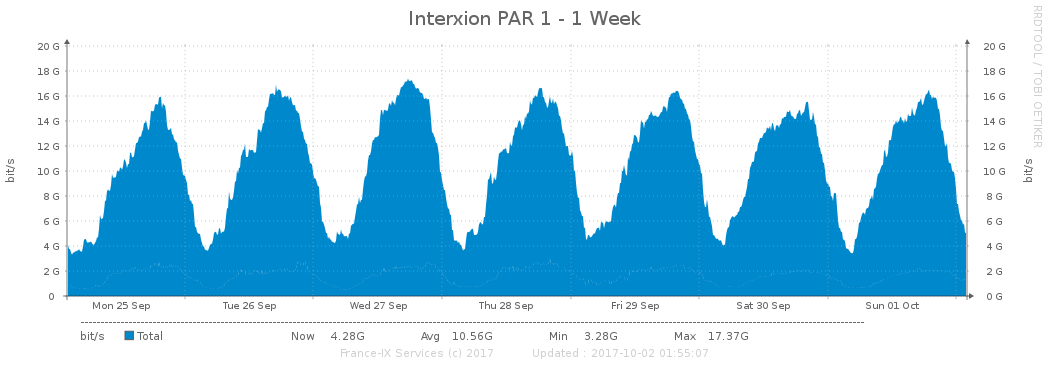 Interxion PAR 1 - 1 Week
RRDTOOL / TOBI OETIKER
20 G 20 G
18 G 18 G
16 G 16 G
14 G 14 G
12 G 12 G
10 G 10 G
8 G 8 G
6 G 6 G
4 G 4 G
2 G 2 G
0 0 G
bit/s
bit/s
Mon 25 Sep Tue 26 Sep Wed 27 Sep Thu 28 Sep Fri 29 Sep Sat 30 Sep Sun 01 Oct
bit/s Total Now 4.28G Avg 10.56G Min 3.28G Max 17.37G
France-IX Services (c) 2017 Updated : 2017-10-02 01:55:07